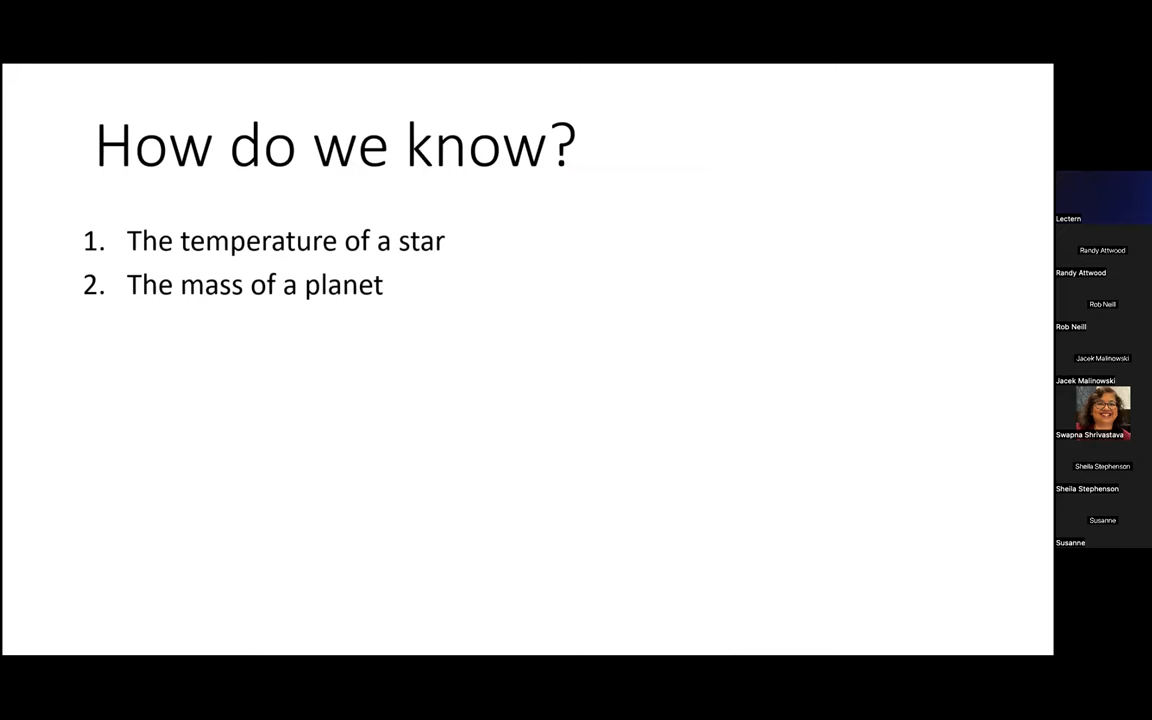 How do we know?
1. The temperature of a star
2. The mass of a planet
Lectern
Randy Attwood
Randy Attwood
Rob Neill
Rob Neill
Jacek Malinowski
Jacek Malinowski
Swapna Shrivastava
Sheila Stephenson
Sheila Stephenson
Susanne
Susanne